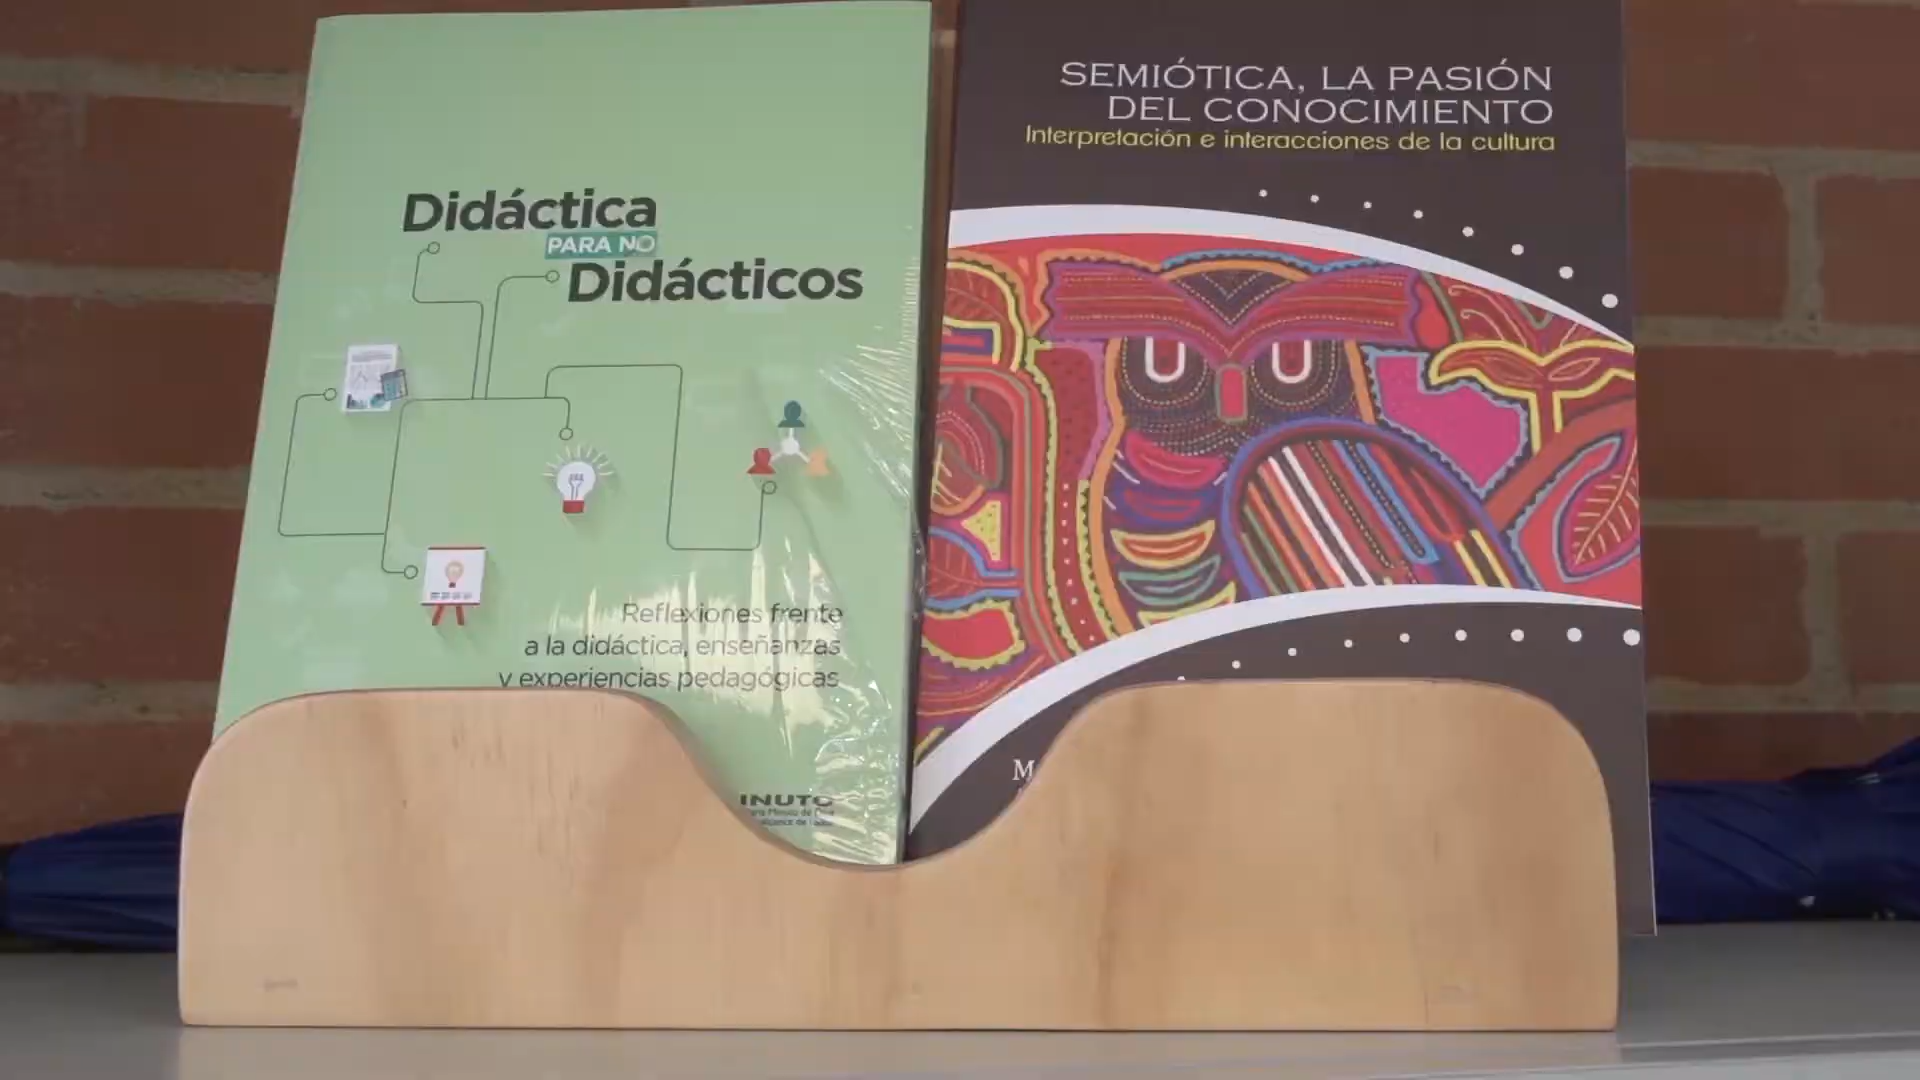 Didáctica
PARA NO
Didácticos
Reflexiones frente
a la didáctica, enseñanzas
y experiencias pedagógicas
SEMIÓTICA, LA PASIÓN
DEL CONOCIMIENTO
Interpretación e interacciones de la cultura
M